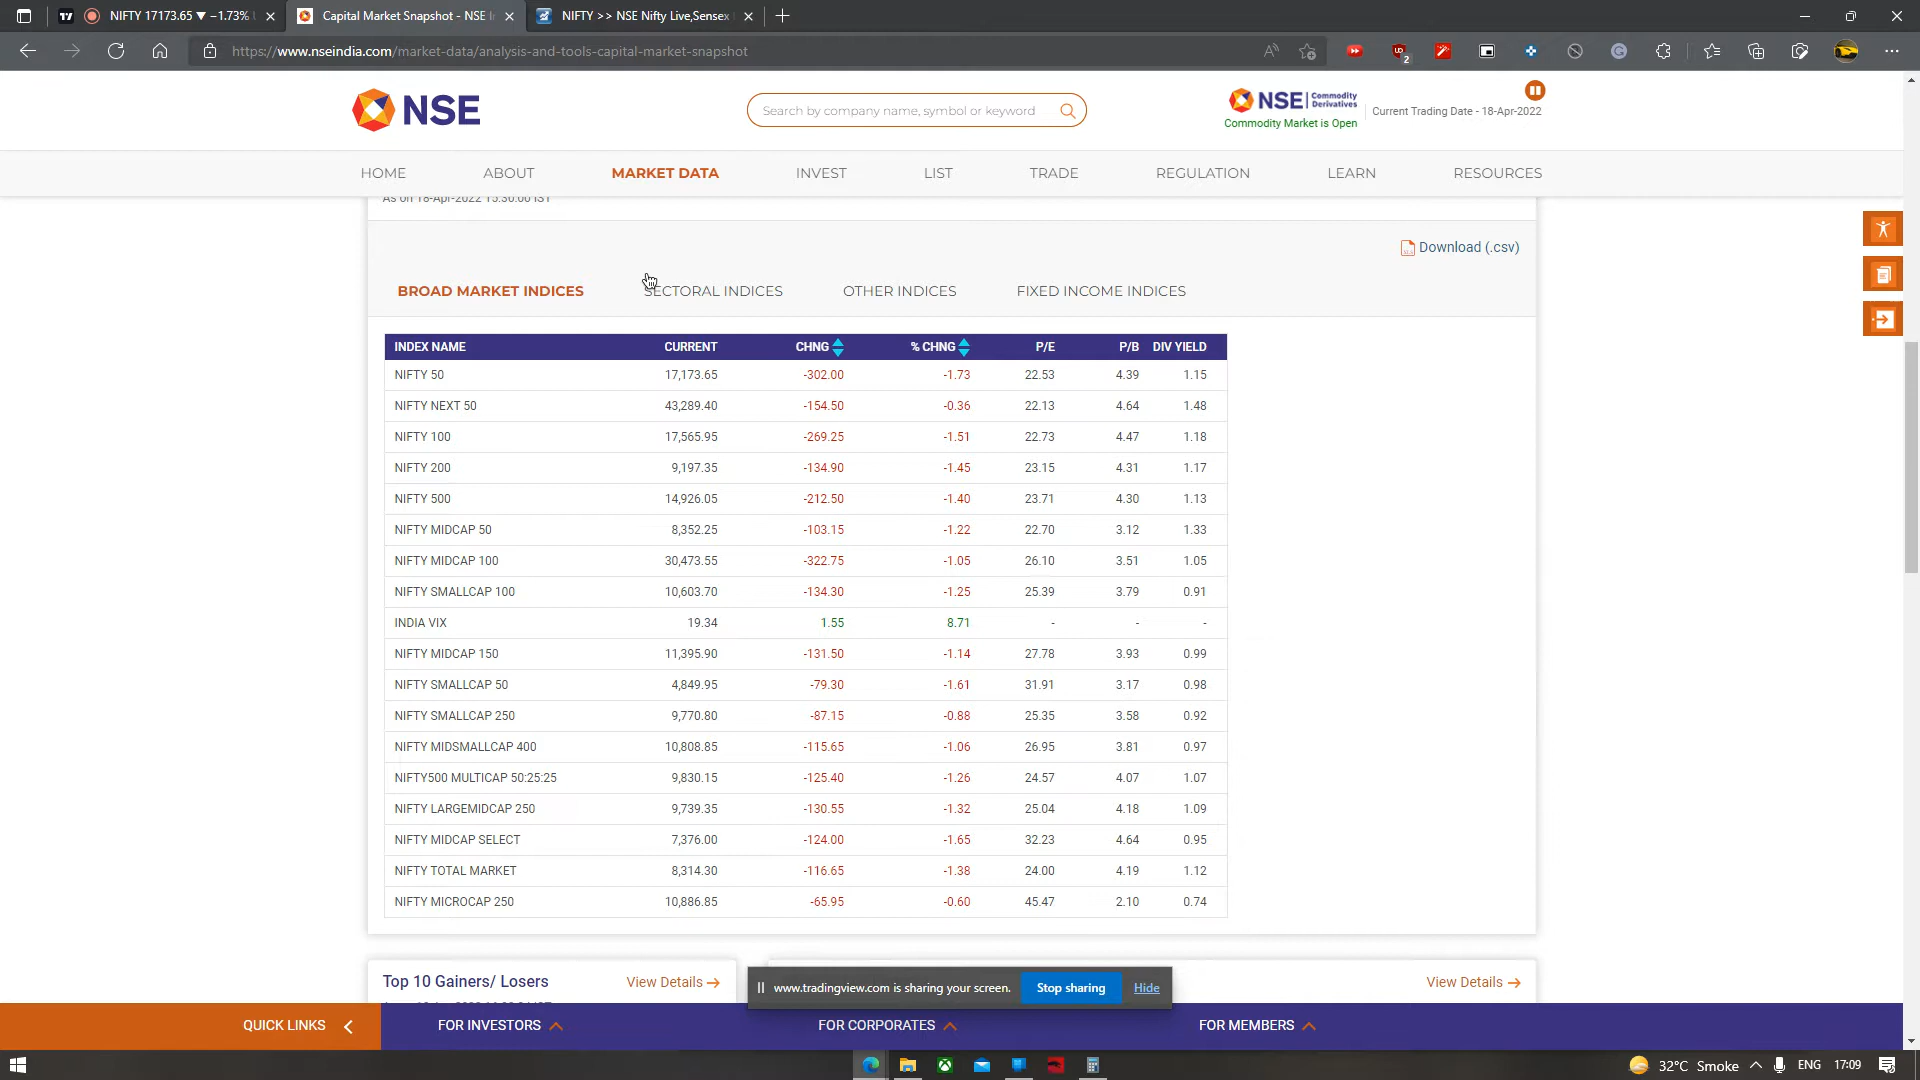 NIFTY 17173.65 ▼ −1.73%
Capital Market Snapshot - NSE I
NIFTY >> NSE Nifty Live,Sensex
https://www.nseindia.com/market-data/analysis-and-tools-capital-market-snapshot
2
NSE
Search by company name, symbol or keyword
NSE Commodity Derivatives
Commodity Market is Open
Current Trading Date - 18-Apr-2022
HOME ABOUT MARKET DATA INVEST LIST TRADE REGULATION LEARN RESOURCES
As on 18-Apr-2022 15:30:00 IST
Download (.csv)
BROAD MARKET INDICES SECTORAL INDICES OTHER INDICES FIXED INCOME INDICES
INDEX NAME CURRENT CHNG % CHNG P/E P/B DIV YIELD
NIFTY 50 17,173.65 -302.00 -1.73 22.53 4.39 1.15
NIFTY NEXT 50 43,289.40 -154.50 -0.36 22.13 4.64 1.48
NIFTY 100 17,565.95 -269.25 -1.51 22.73 4.47 1.18
NIFTY 200 9,197.35 -134.90 -1.45 23.15 4.31 1.17
NIFTY 500 14,926.05 -212.50 -1.40 23.71 4.30 1.13
NIFTY MIDCAP 50 8,352.25 -103.15 -1.22 22.70 3.12 1.33
NIFTY MIDCAP 100 30,473.55 -322.75 -1.05 26.10 3.51 1.05
NIFTY SMALLCAP 100 10,603.70 -134.30 -1.25 25.39 3.79 0.91
INDIA VIX 19.34 1.55 8.71 - - -
NIFTY MIDCAP 150 11,395.90 -131.50 -1.14 27.78 3.93 0.99
NIFTY SMALLCAP 50 4,849.95 -79.30 -1.61 31.91 3.17 0.98
NIFTY SMALLCAP 250 9,770.80 -87.15 -0.88 25.35 3.58 0.92
NIFTY MIDSMALLCAP 400 10,808.85 -115.65 -1.06 26.95 3.81 0.97
NIFTY500 MULTICAP 50:25:25 9,830.15 -125.40 -1.26 24.57 4.07 1.07
NIFTY LARGEMIDCAP 250 9,739.35 -130.55 -1.32 25.04 4.18 1.09
NIFTY MIDCAP SELECT 7,376.00 -124.00 -1.65 32.23 4.64 0.95
NIFTY TOTAL MARKET 8,314.30 -116.65 -1.38 24.00 4.19 1.12
NIFTY MICROCAP 250 10,886.85 -65.95 -0.60 45.47 2.10 0.74
Top 10 Gainers/ Losers View Details → View Details →
www.tradingview.com is sharing your screen. Stop sharing Hide
QUICK LINKS FOR INVESTORS FOR CORPORATES FOR MEMBERS
32°C Smoke ENG 17:09